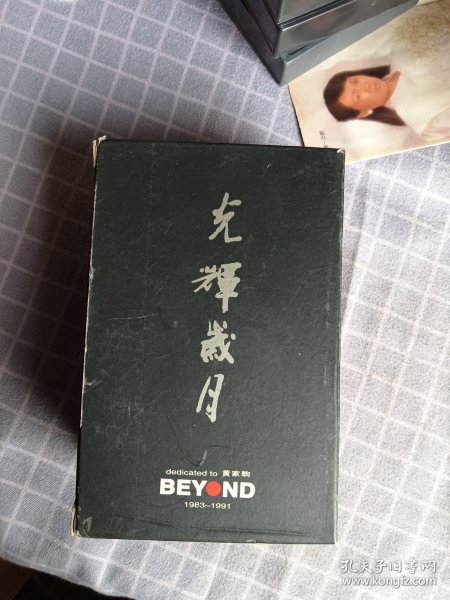 光輝歲月
dedicated to 黄家駒
BEYOND
1983~1991
孔夫子旧书网
www.kongfz.com